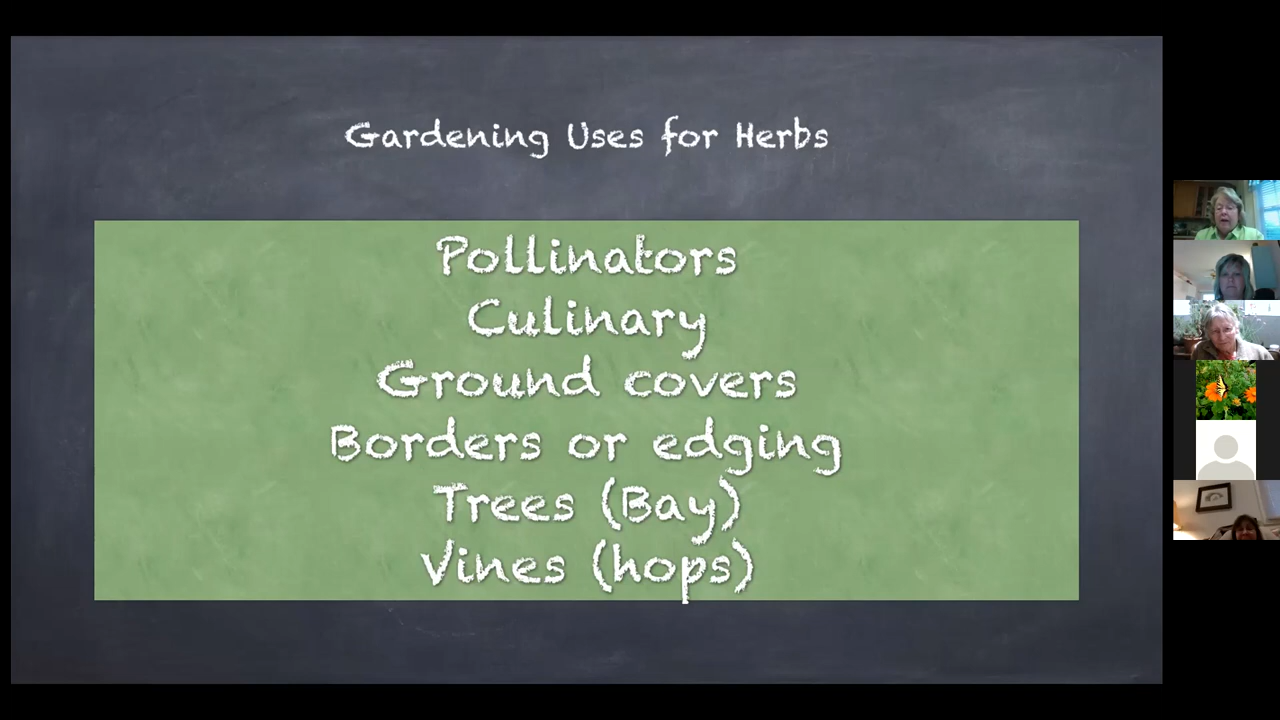 Gardening Uses for Herbs
Pollinators
Culinary
Ground covers
Borders or edging
Trees (Bay)
Vines (hops)